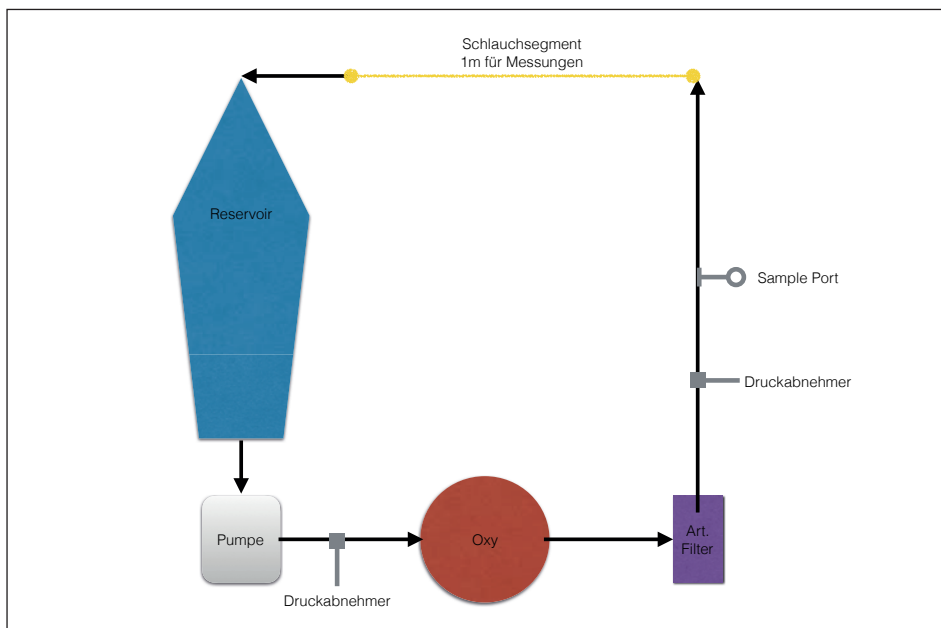 Schlauchsegment
1m für Messungen
Reservoir
Sample Port
Druckabnehmer
Pumpe
Oxy
Art.
Filter
Druckabnehmer